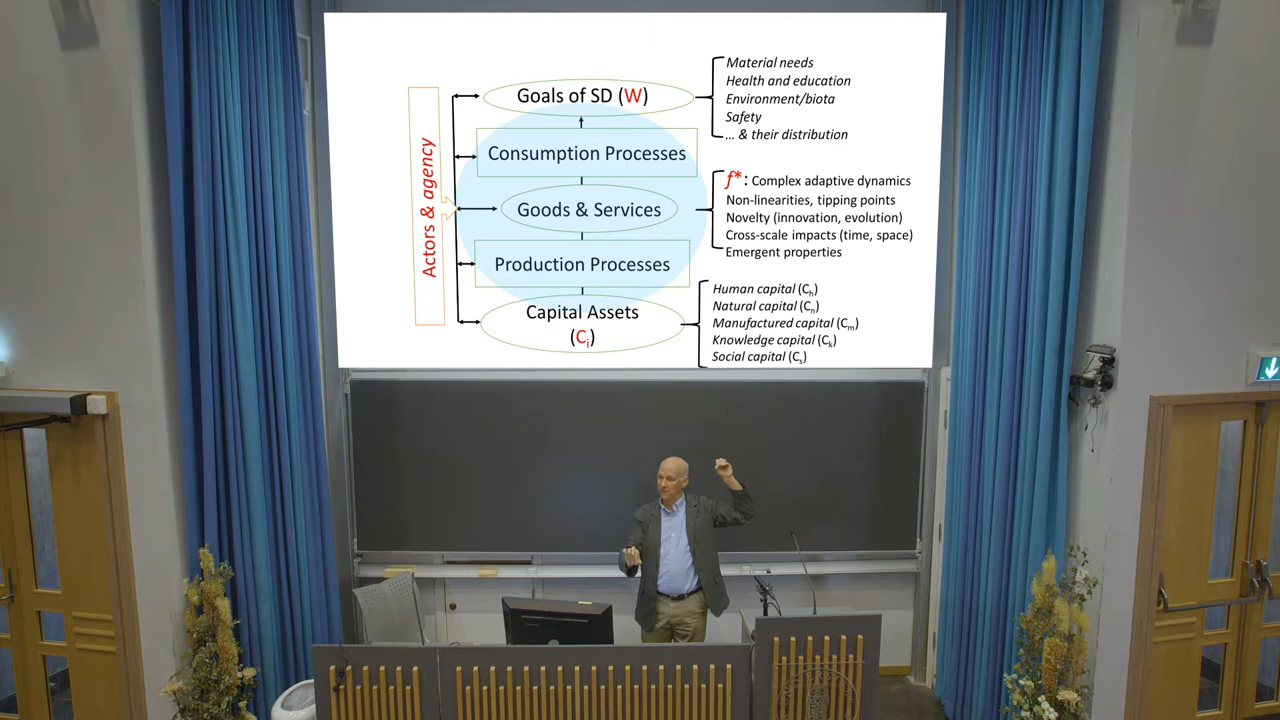 Actors & agency
Goals of SD (W)
Consumption Processes
Goods & Services
Production Processes
Capital Assets
(Ci)
Material needs
Health and education
Environment/biota
Safety
... & their distribution
f*: Complex adaptive dynamics
Non-linearities, tipping points
Novelty (innovation, evolution)
Cross-scale impacts (time, space)
Emergent properties
Human capital (Ch)
Natural capital (Cn)
Manufactured capital (Cm)
Knowledge capital (Ck)
Social capital (Cs)